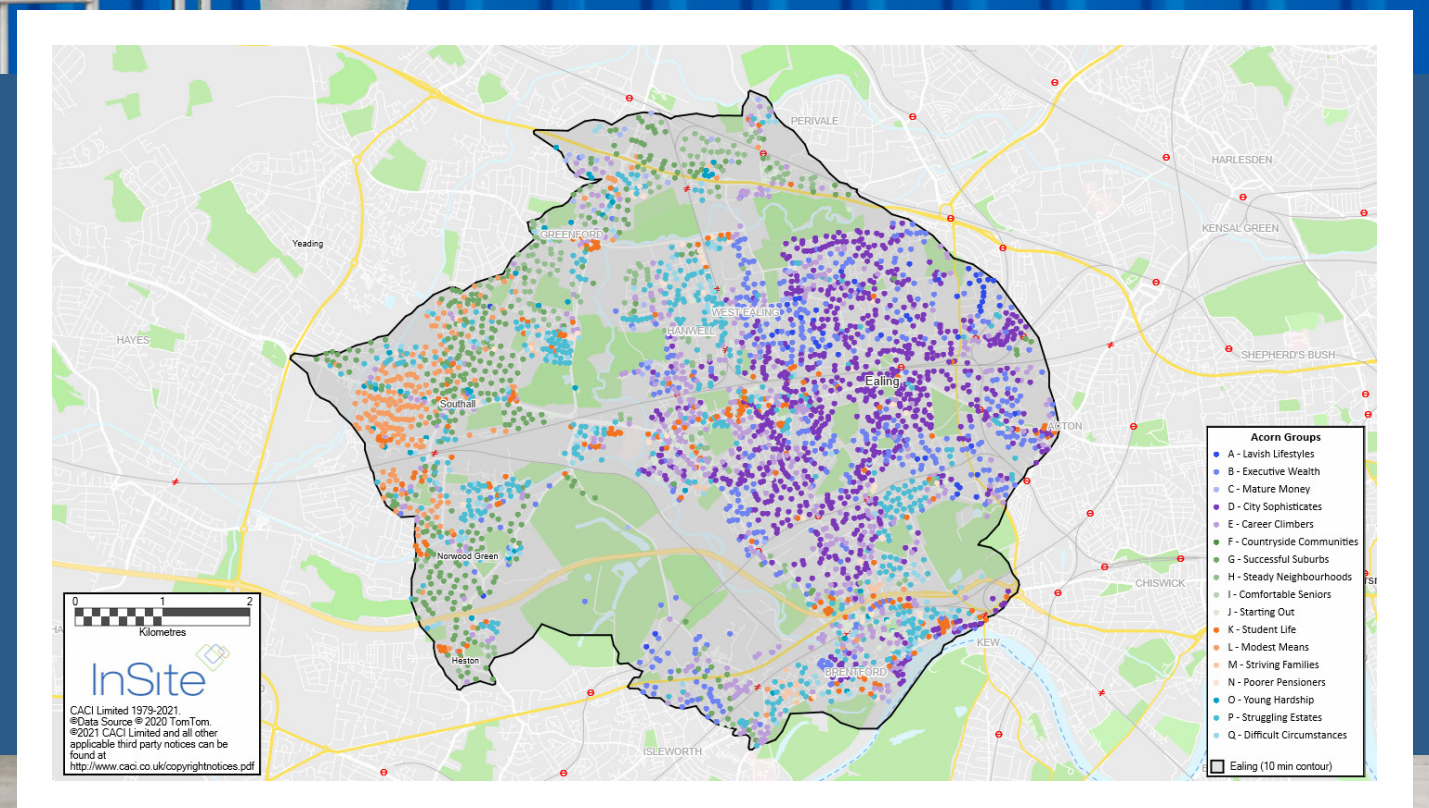 PERIVALE
HARLESDEN
KENSAL GREEN
Yeading
GREENFORD
WEST EALING
HANWELL
HAYES
SHEPHERD'S BUSH
Ealing
Southall
ACTON
Norwood Green
CHISWICK
KEW
Heston
BRENTFORD
ISLEWORTH
Acorn Groups
A - Lavish Lifestyles
B - Executive Wealth
C - Mature Money
D - City Sophisticates
E - Career Climbers
F - Countryside Communities
G - Successful Suburbs
H - Steady Neighbourhoods
I - Comfortable Seniors
J - Starting Out
K - Student Life
L - Modest Means
M - Striving Families
N - Poorer Pensioners
O - Young Hardship
P - Struggling Estates
Q - Difficult Circumstances
Ealing (10 min contour)
0 1 2
Kilometres
InSite
CACI Limited 1979-2021.
©Data Source © 2020 TomTom.
©2021 CACI Limited and all other
applicable third party notices can be
found at
http://www.caci.co.uk/copyrightnotices.pdf